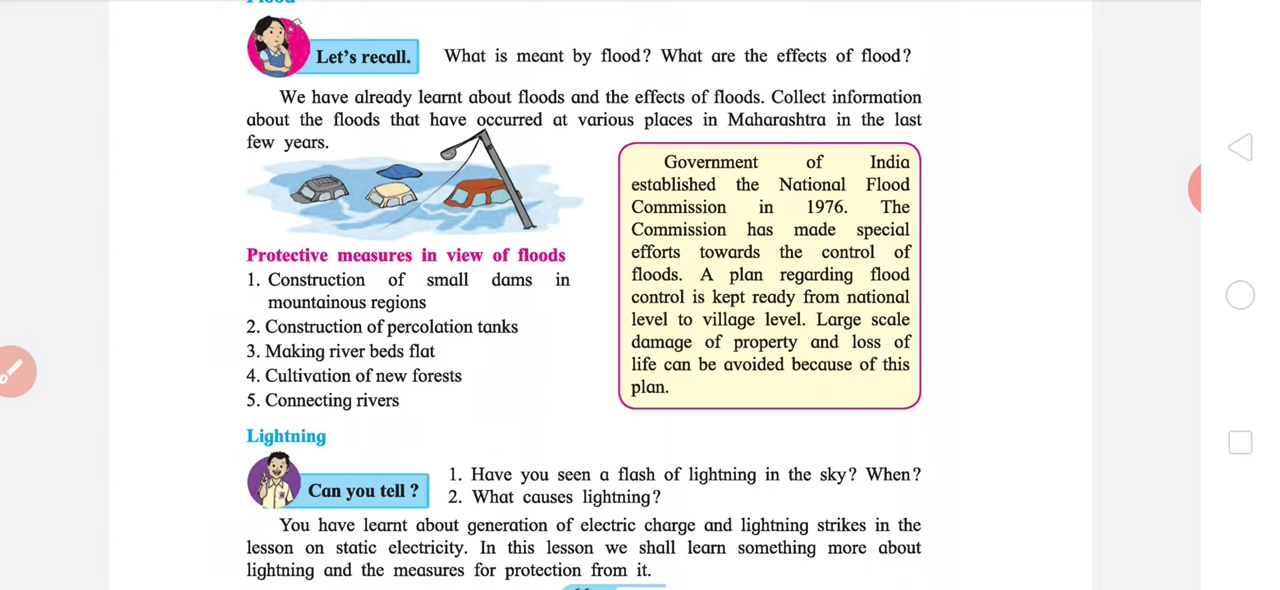 Flood
Let's recall. What is meant by flood? What are the effects of flood?
We have already learnt about floods and the effects of floods. Collect information
about the floods that have occurred at various places in Maharashtra in the last
few years.
Protective measures in view of floods
1. Construction of small dams in
mountainous regions
2. Construction of percolation tanks
3. Making river beds flat
4. Cultivation of new forests
5. Connecting rivers
Government of India
established the National Flood
Commission in 1976. The
Commission has made special
efforts towards the control of
floods. A plan regarding flood
control is kept ready from national
level to village level. Large scale
damage of property and loss of
life can be avoided because of this
plan.
Lightning
Can you tell ?
1. Have you seen a flash of lightning in the sky? When?
2. What causes lightning?
You have learnt about generation of electric charge and lightning strikes in the
lesson on static electricity. In this lesson we shall learn something more about
lightning and the measures for protection from it.